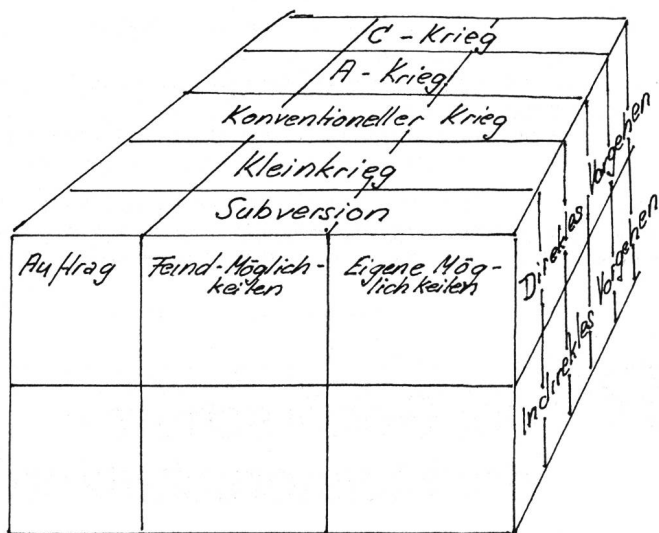 C - Krieg
A - Krieg
Konventioneller Krieg
Kleinkrieg
Subversion
Auftrag
Feind-Möglich-
keiten
Eigene Mög-
lichkeiten
Direktes Vorgehen
Indirektes Vorgehen